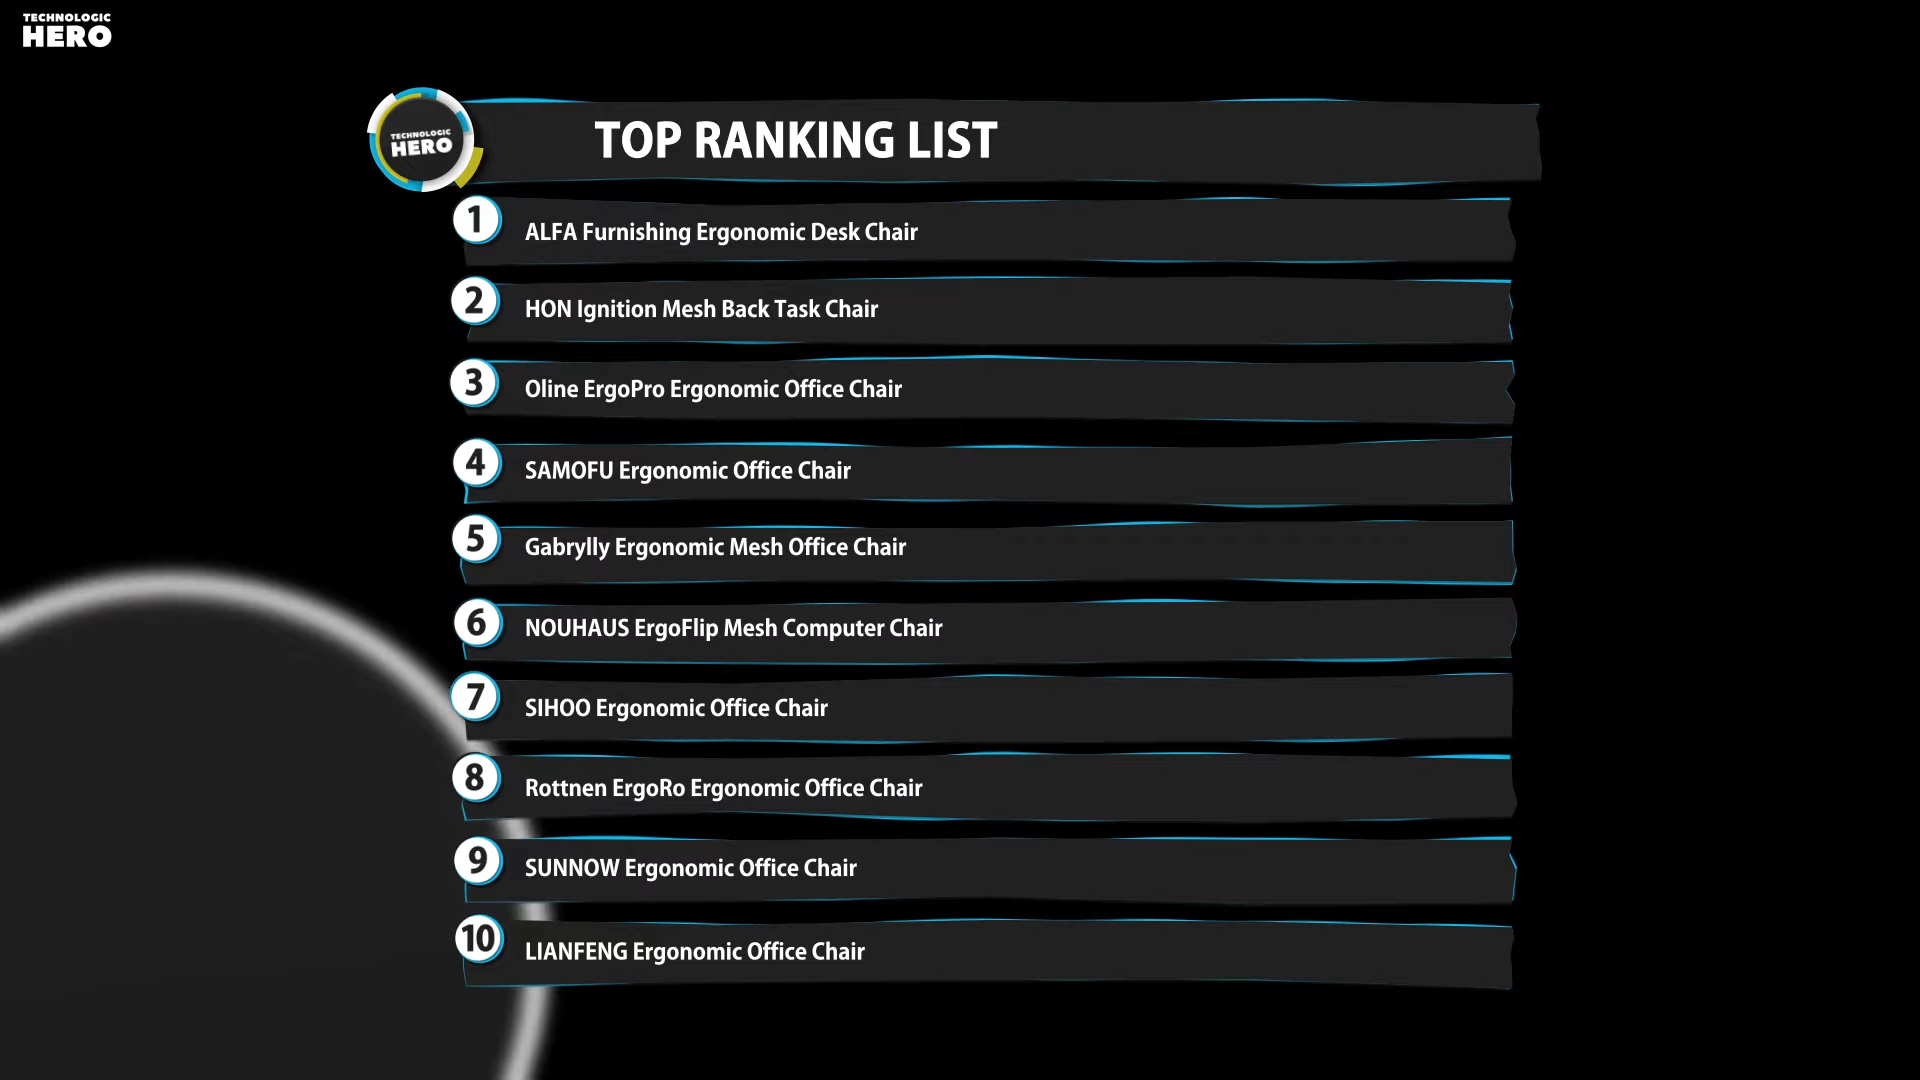 TECHNOLOGIC
HERO
TECHNOLOGIC
HERO
TOP RANKING LIST
1
ALFA Furnishing Ergonomic Desk Chair
2
HON Ignition Mesh Back Task Chair
3
Oline ErgoPro Ergonomic Office Chair
4
SAMOFU Ergonomic Office Chair
5
Gabrylly Ergonomic Mesh Office Chair
6
NOUHAUS ErgoFlip Mesh Computer Chair
7
SIHOO Ergonomic Office Chair
8
Rottnen ErgoRo Ergonomic Office Chair
9
SUNNOW Ergonomic Office Chair
10
LIANFENG Ergonomic Office Chair